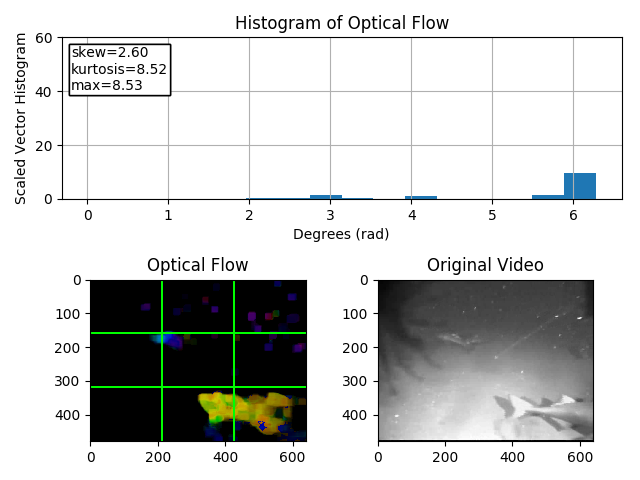 Histogram of Optical Flow
Scaled Vector Histogram
60
40
20
0
skew=2.60
kurtosis=8.52
max=8.53
0 1 2 3 4 5 6
Degrees (rad)
Optical Flow
0
100
200
300
400
0 200 400 600
Original Video
0
100
200
300
400
0 200 400 600